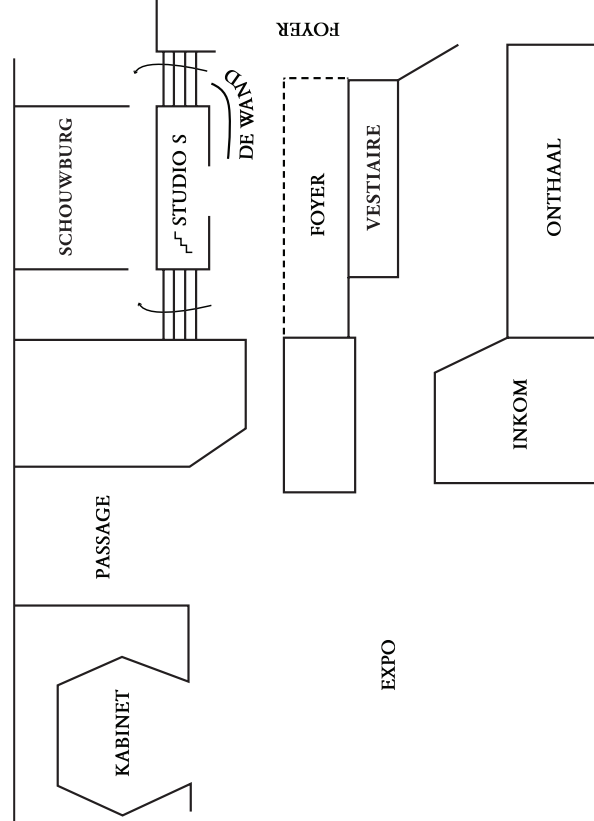 FOYER
DE WAND
SCHOUWBURG
STUDIO S
FOYER
VESTIAIRE
ONTHAAL
INKOM
PASSAGE
EXPO
KABINET